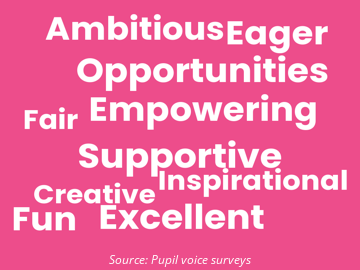 Ambitious Eager
Opportunities
Fair Empowering
Supportive
Inspirational
Creative
Fun Excellent
Source: Pupil voice surveys